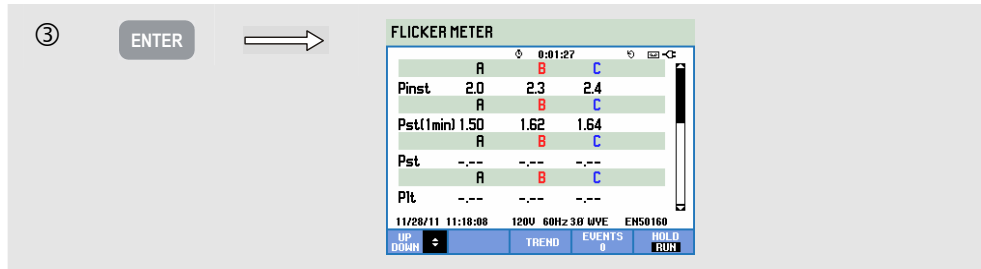 ③ ENTER
FLICKER METER
0:01:27
A B C
Pinst 2.0 2.3 2.4
A B C
Pst(1min) 1.50 1.62 1.64
A B C
Pst -.-- -.-- -.--
A B C
Plt -.-- -.-- -.--
11/28/11 11:18:08 120V 60Hz 3Ø WYE EN50160
UP DOWN TREND EVENTS 0 HOLD RUN